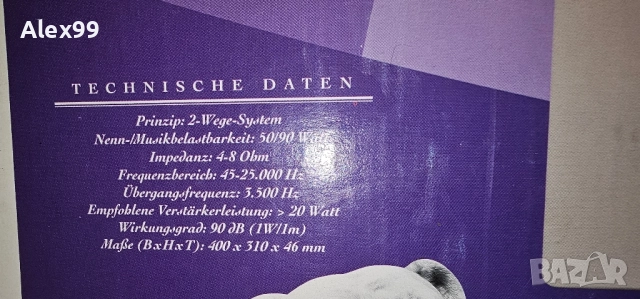 Alex99
TECHNISCHE DATEN
Prinzip: 2-Wege-System
Nenn-/Musikbelastbarkeit: 50/90 Watt
Impedanz: 4-8 Ohm
Frequenzbereich: 45-25.000 Hz
Übergangsfrequenz: 3.500 Hz
Empfohlene Verstärkerleistung: > 20 Watt
Wirkungsgrad: 90 dB (1W/1m)
Maße (BxHxT): 400 x 310 x 46 mm
BAZAR
bg